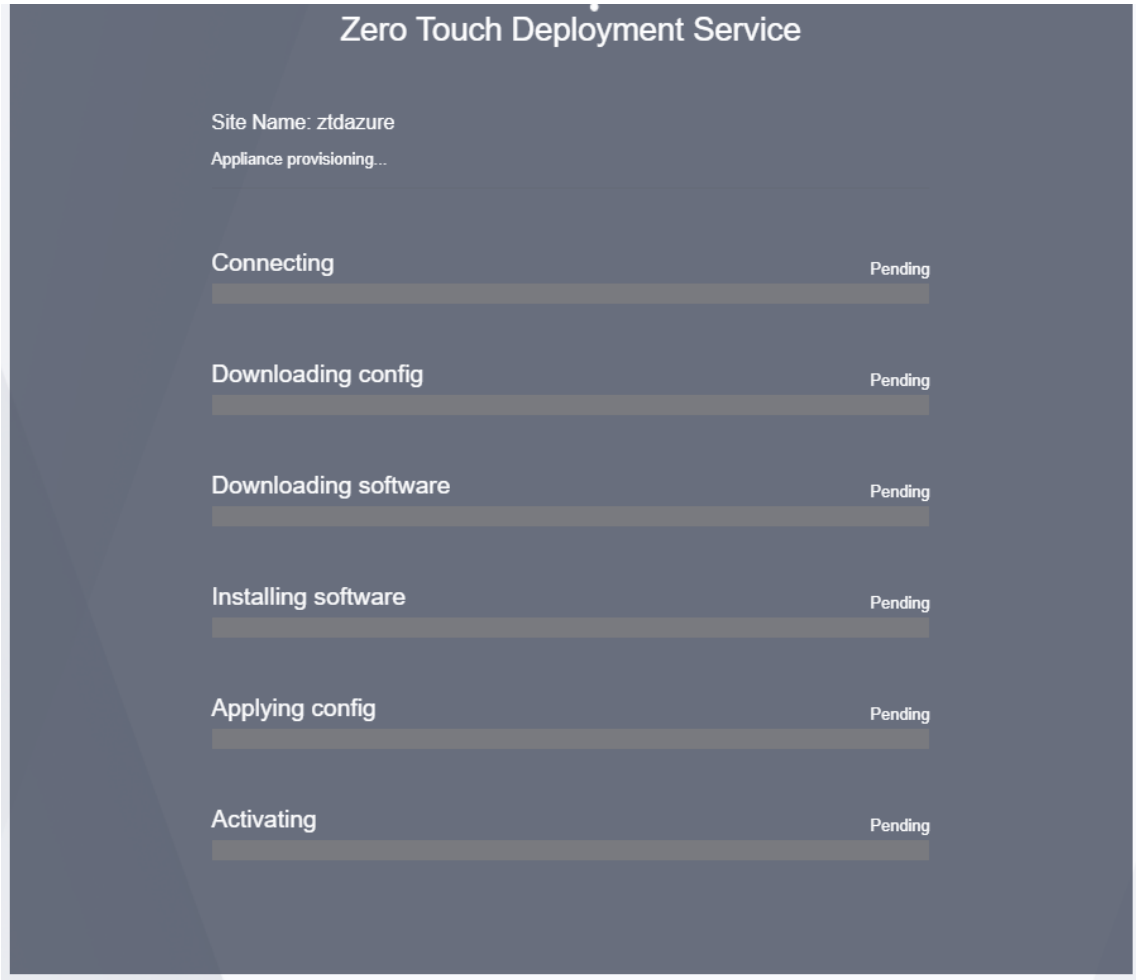 Zero Touch Deployment Service
Site Name: ztdazure
Appliance provisioning...
Connecting
Pending
Downloading config
Pending
Downloading software
Pending
Installing software
Pending
Applying config
Pending
Activating
Pending